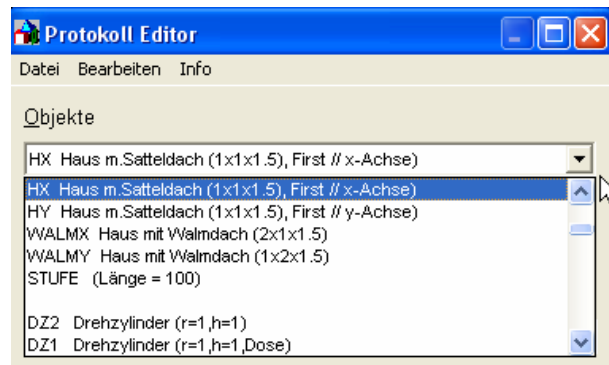 Protokoll Editor
Datei Bearbeiten Info
Objekte
HX Haus m.Satteldach (1x1x1.5), First // x-Achse)
HX Haus m.Satteldach (1x1x1.5), First // x-Achse)
HY Haus m.Satteldach (1x1x1.5), First // y-Achse)
WALMX Haus mit Walmdach (2x1x1.5)
WALMY Haus mit Walmdach (1x2x1.5)
STUFE (Länge = 100)
DZ2 Drehzylinder (r=1,h=1)
DZ1 Drehzylinder (r=1,h=1,Dose)